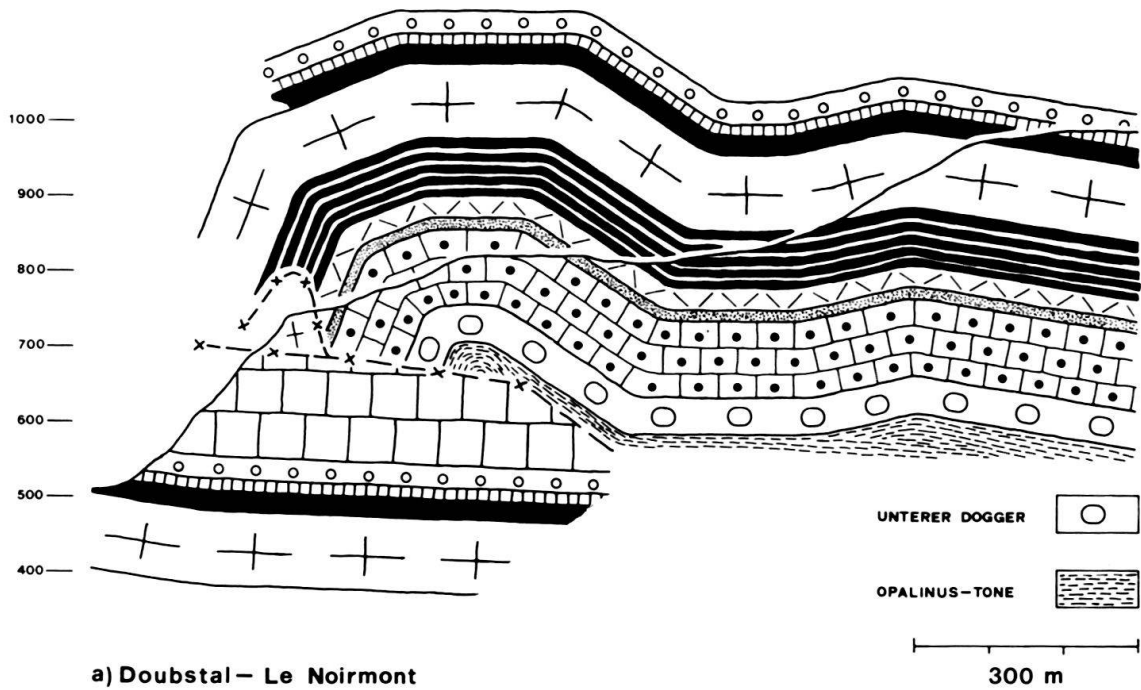 1000
900
800
700
600
500
400
UNTERER DOGGER
OPALINUS-TONE
300 m
a) Doubstal – Le Noirmont